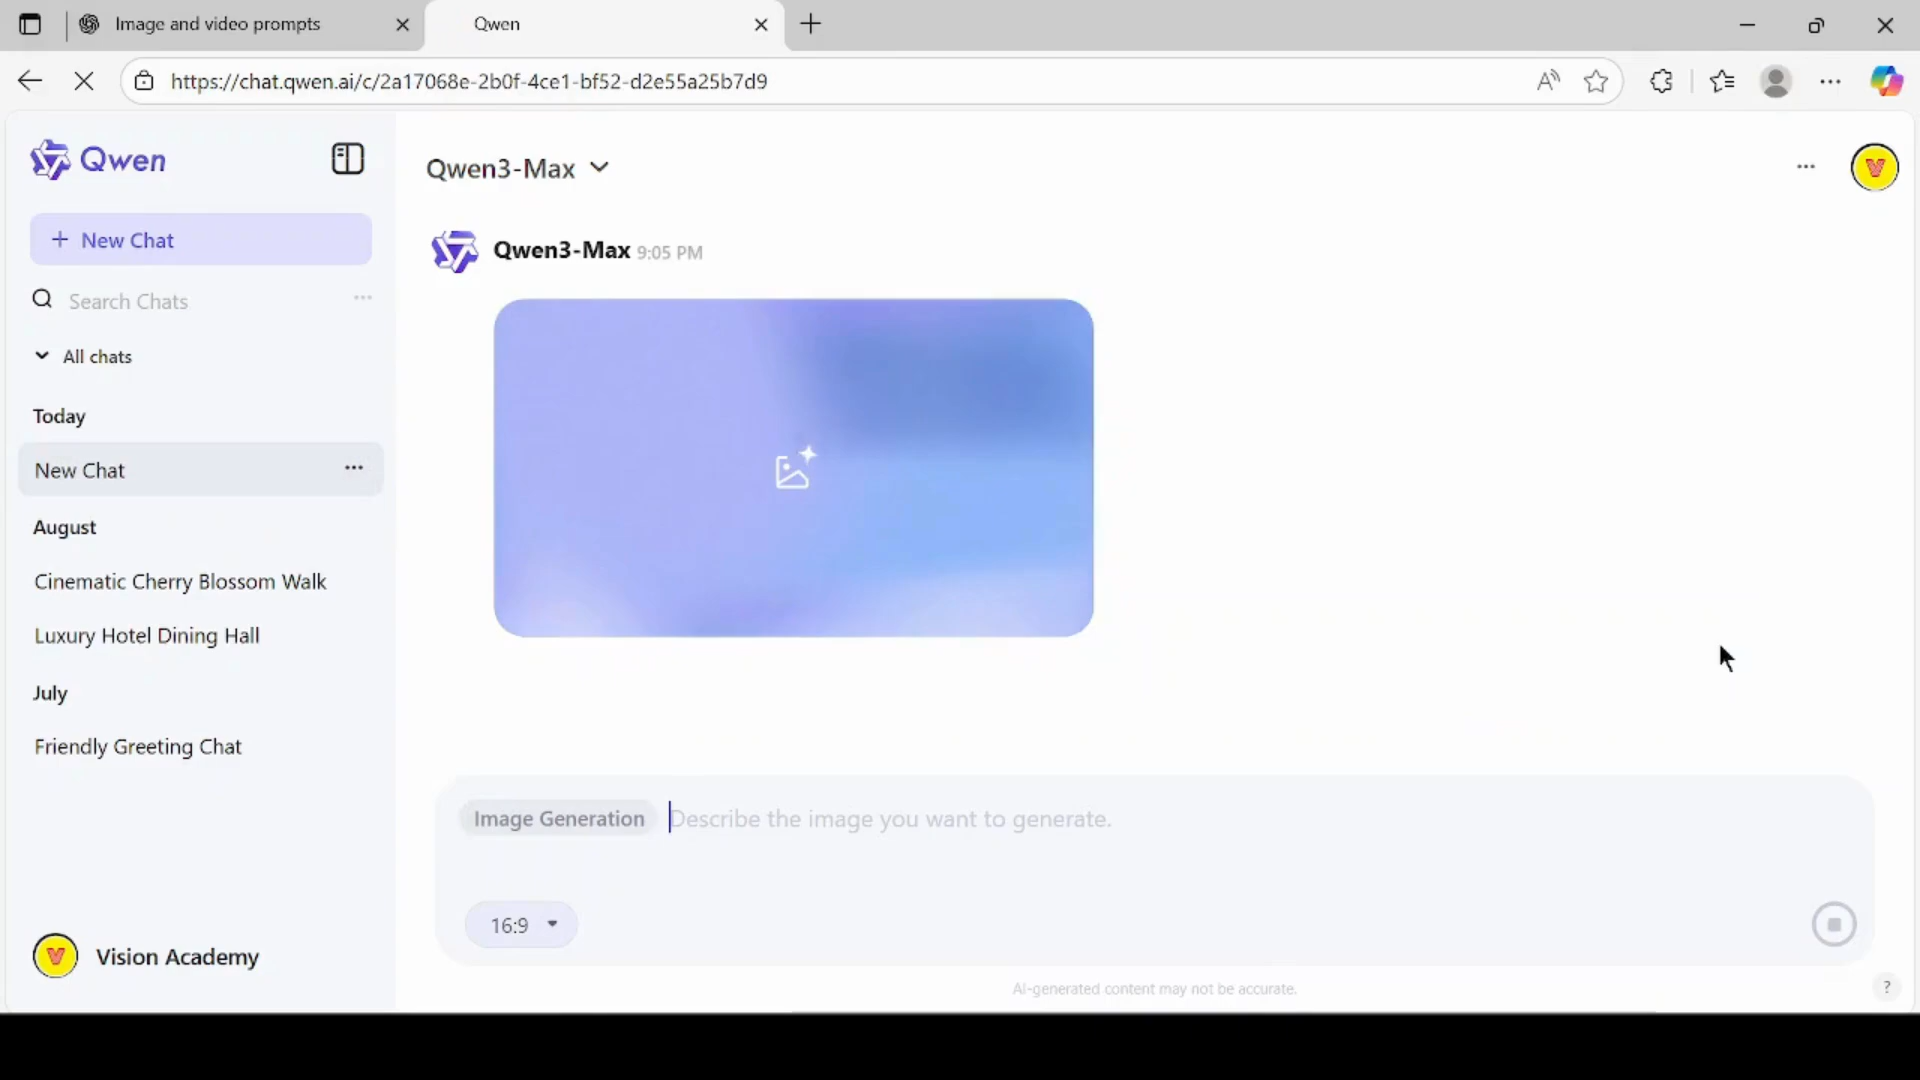 Image and video prompts
Qwen
https://chat.qwen.ai/c/2a17068e-2b0f-4ce1-bf52-d2e55a25b7d9
Qwen
+ New Chat
Search Chats
All chats
Today
New Chat
August
Cinematic Cherry Blossom Walk
Luxury Hotel Dining Hall
July
Friendly Greeting Chat
V Vision Academy
Qwen3-Max
V
Qwen3-Max 9:05 PM
Image Generation Describe the image you want to generate.
16:9
AI-generated content may not be accurate.
?